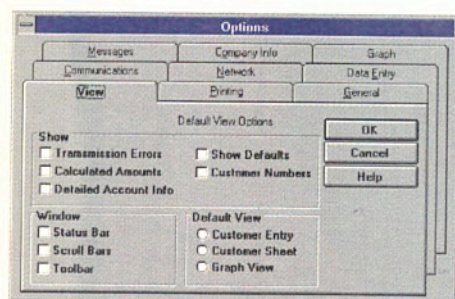 Options
Messages Company Info Graph
Communications Network Data Entry
View Printing General
Default View Options
OK
Cancel
Help
Show
Transmission Errors Show Defaults
Calculated Amounts Customer Numbers
Detailed Account Info
Window
Status Bar
Scroll Bars
Toolbar
Default View
Customer Entry
Customer Sheet
Graph View